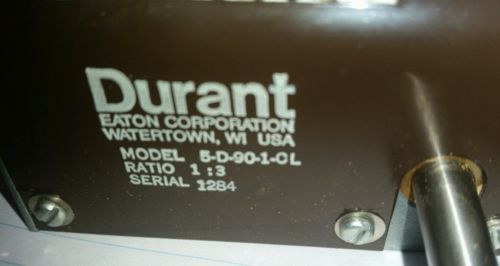 Durant
EATON CORPORATION
WATERTOWN, WI USA
MODEL 5-D-90-1-CL
RATIO 1:3
SERIAL 1284